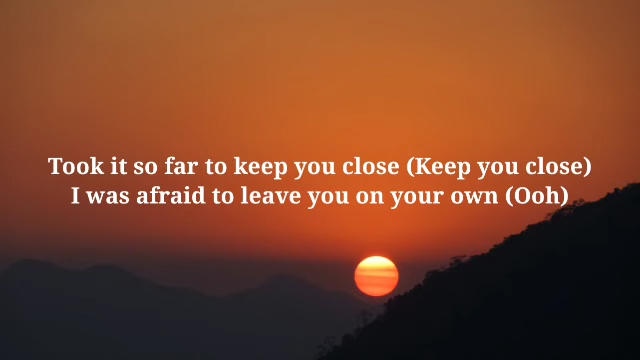 Took it so far to keep you close (Keep you close)
I was afraid to leave you on your own (Ooh)